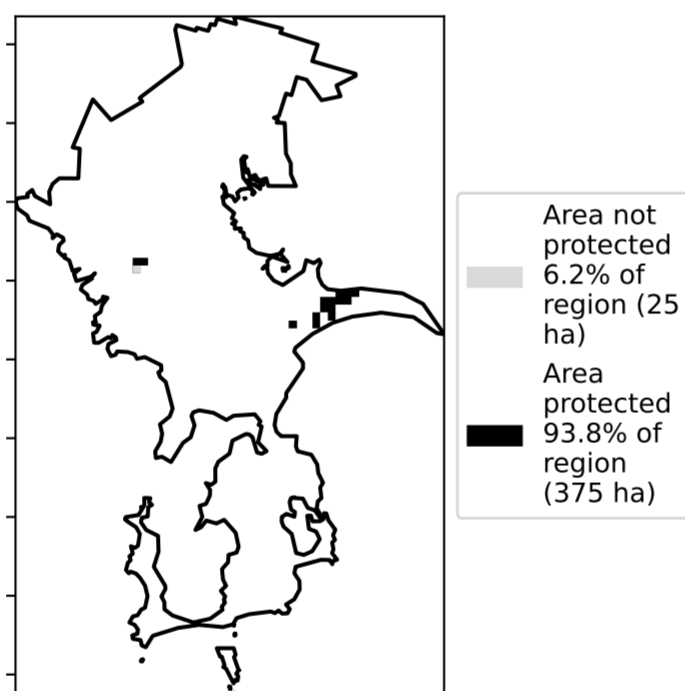 Area not
protected
6.2% of
region (25
ha)
Area
protected
93.8% of
region
(375 ha)